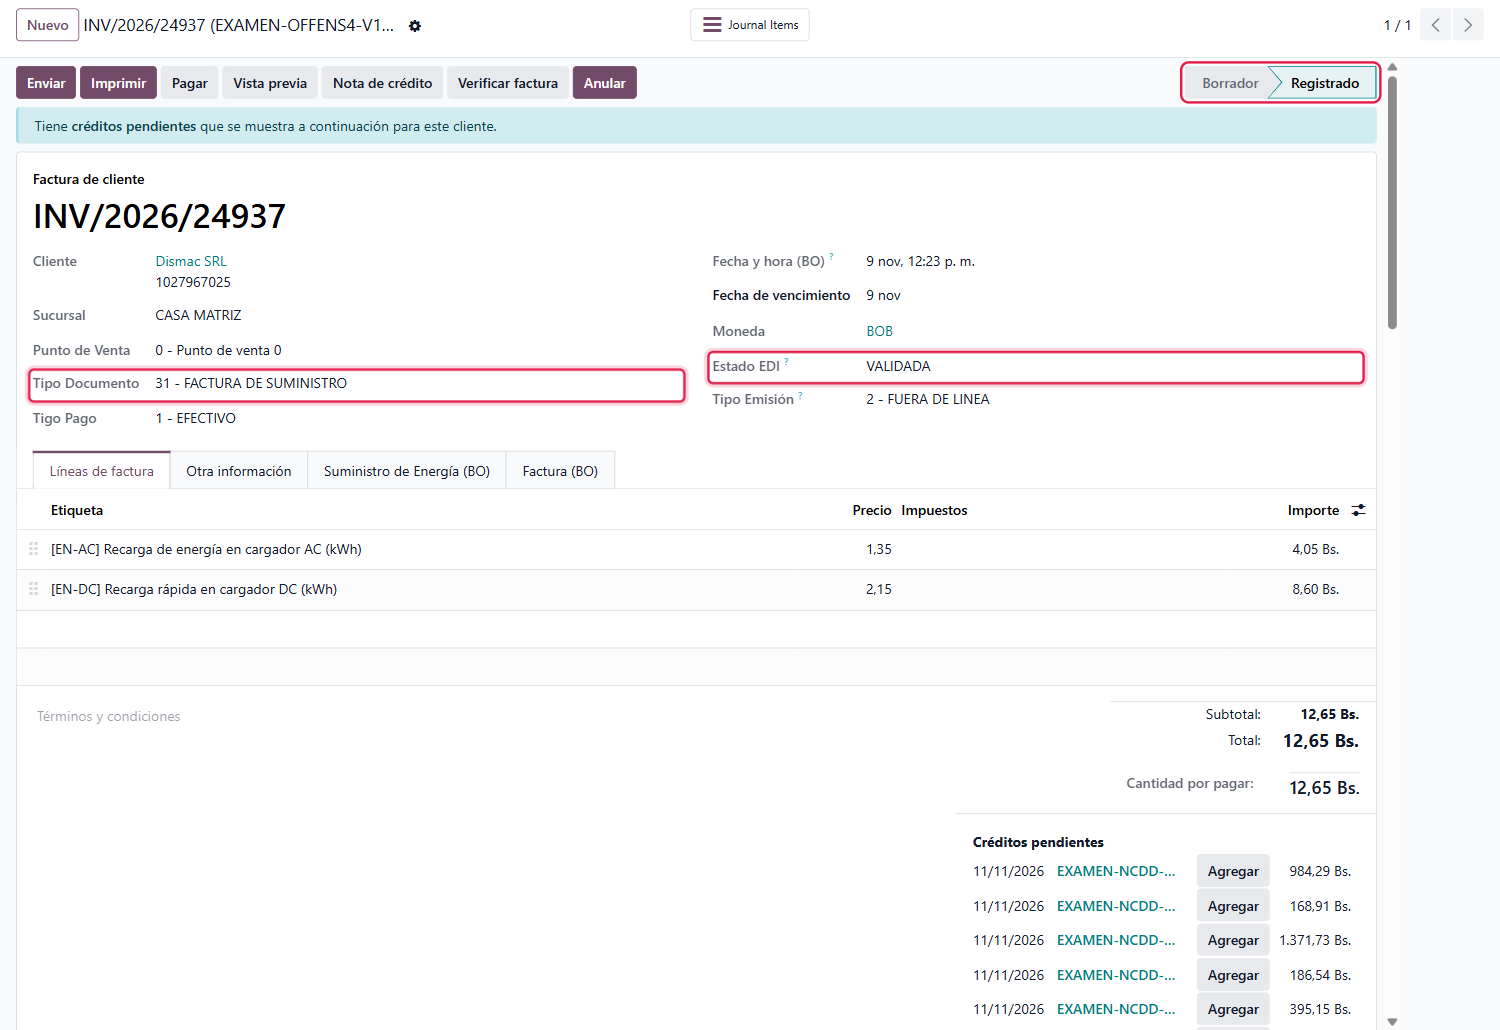 Nuevo INV/2026/24937 (EXAMEN-OFFENS4-V1... Journal Items 1 / 1
Enviar Imprimir Pagar Vista previa Nota de crédito Verificar factura Anular Borrador Registrado
Tiene créditos pendientes que se muestra a continuación para este cliente.
Factura de cliente
INV/2026/24937
Cliente Dismac SRL
1027967025
Sucursal CASA MATRIZ
Punto de Venta 0 - Punto de venta 0
Tipo Documento 31 - FACTURA DE SUMINISTRO
Tigo Pago 1 - EFECTIVO
Fecha y hora (BO) ? 9 nov, 12:23 p. m.
Fecha de vencimiento 9 nov
Moneda BOB
Estado EDI ? VALIDADA
Tipo Emisión ? 2 - FUERA DE LINEA
Líneas de factura Otra información Suministro de Energía (BO) Factura (BO)
Etiqueta Precio Impuestos Importe
[EN-AC] Recarga de energía en cargador AC (kWh) 1,35 4,05 Bs.
[EN-DC] Recarga rápida en cargador DC (kWh) 2,15 8,60 Bs.
Términos y condiciones
Subtotal: 12,65 Bs.
Total: 12,65 Bs.
Cantidad por pagar: 12,65 Bs.
Créditos pendientes
11/11/2026 EXAMEN-NCDD-... Agregar 984,29 Bs.
11/11/2026 EXAMEN-NCDD-... Agregar 168,91 Bs.
11/11/2026 EXAMEN-NCDD-... Agregar 1.371,73 Bs.
11/11/2026 EXAMEN-NCDD-... Agregar 186,54 Bs.
11/11/2026 EXAMEN-NCDD-... Agregar 395,15 Bs.